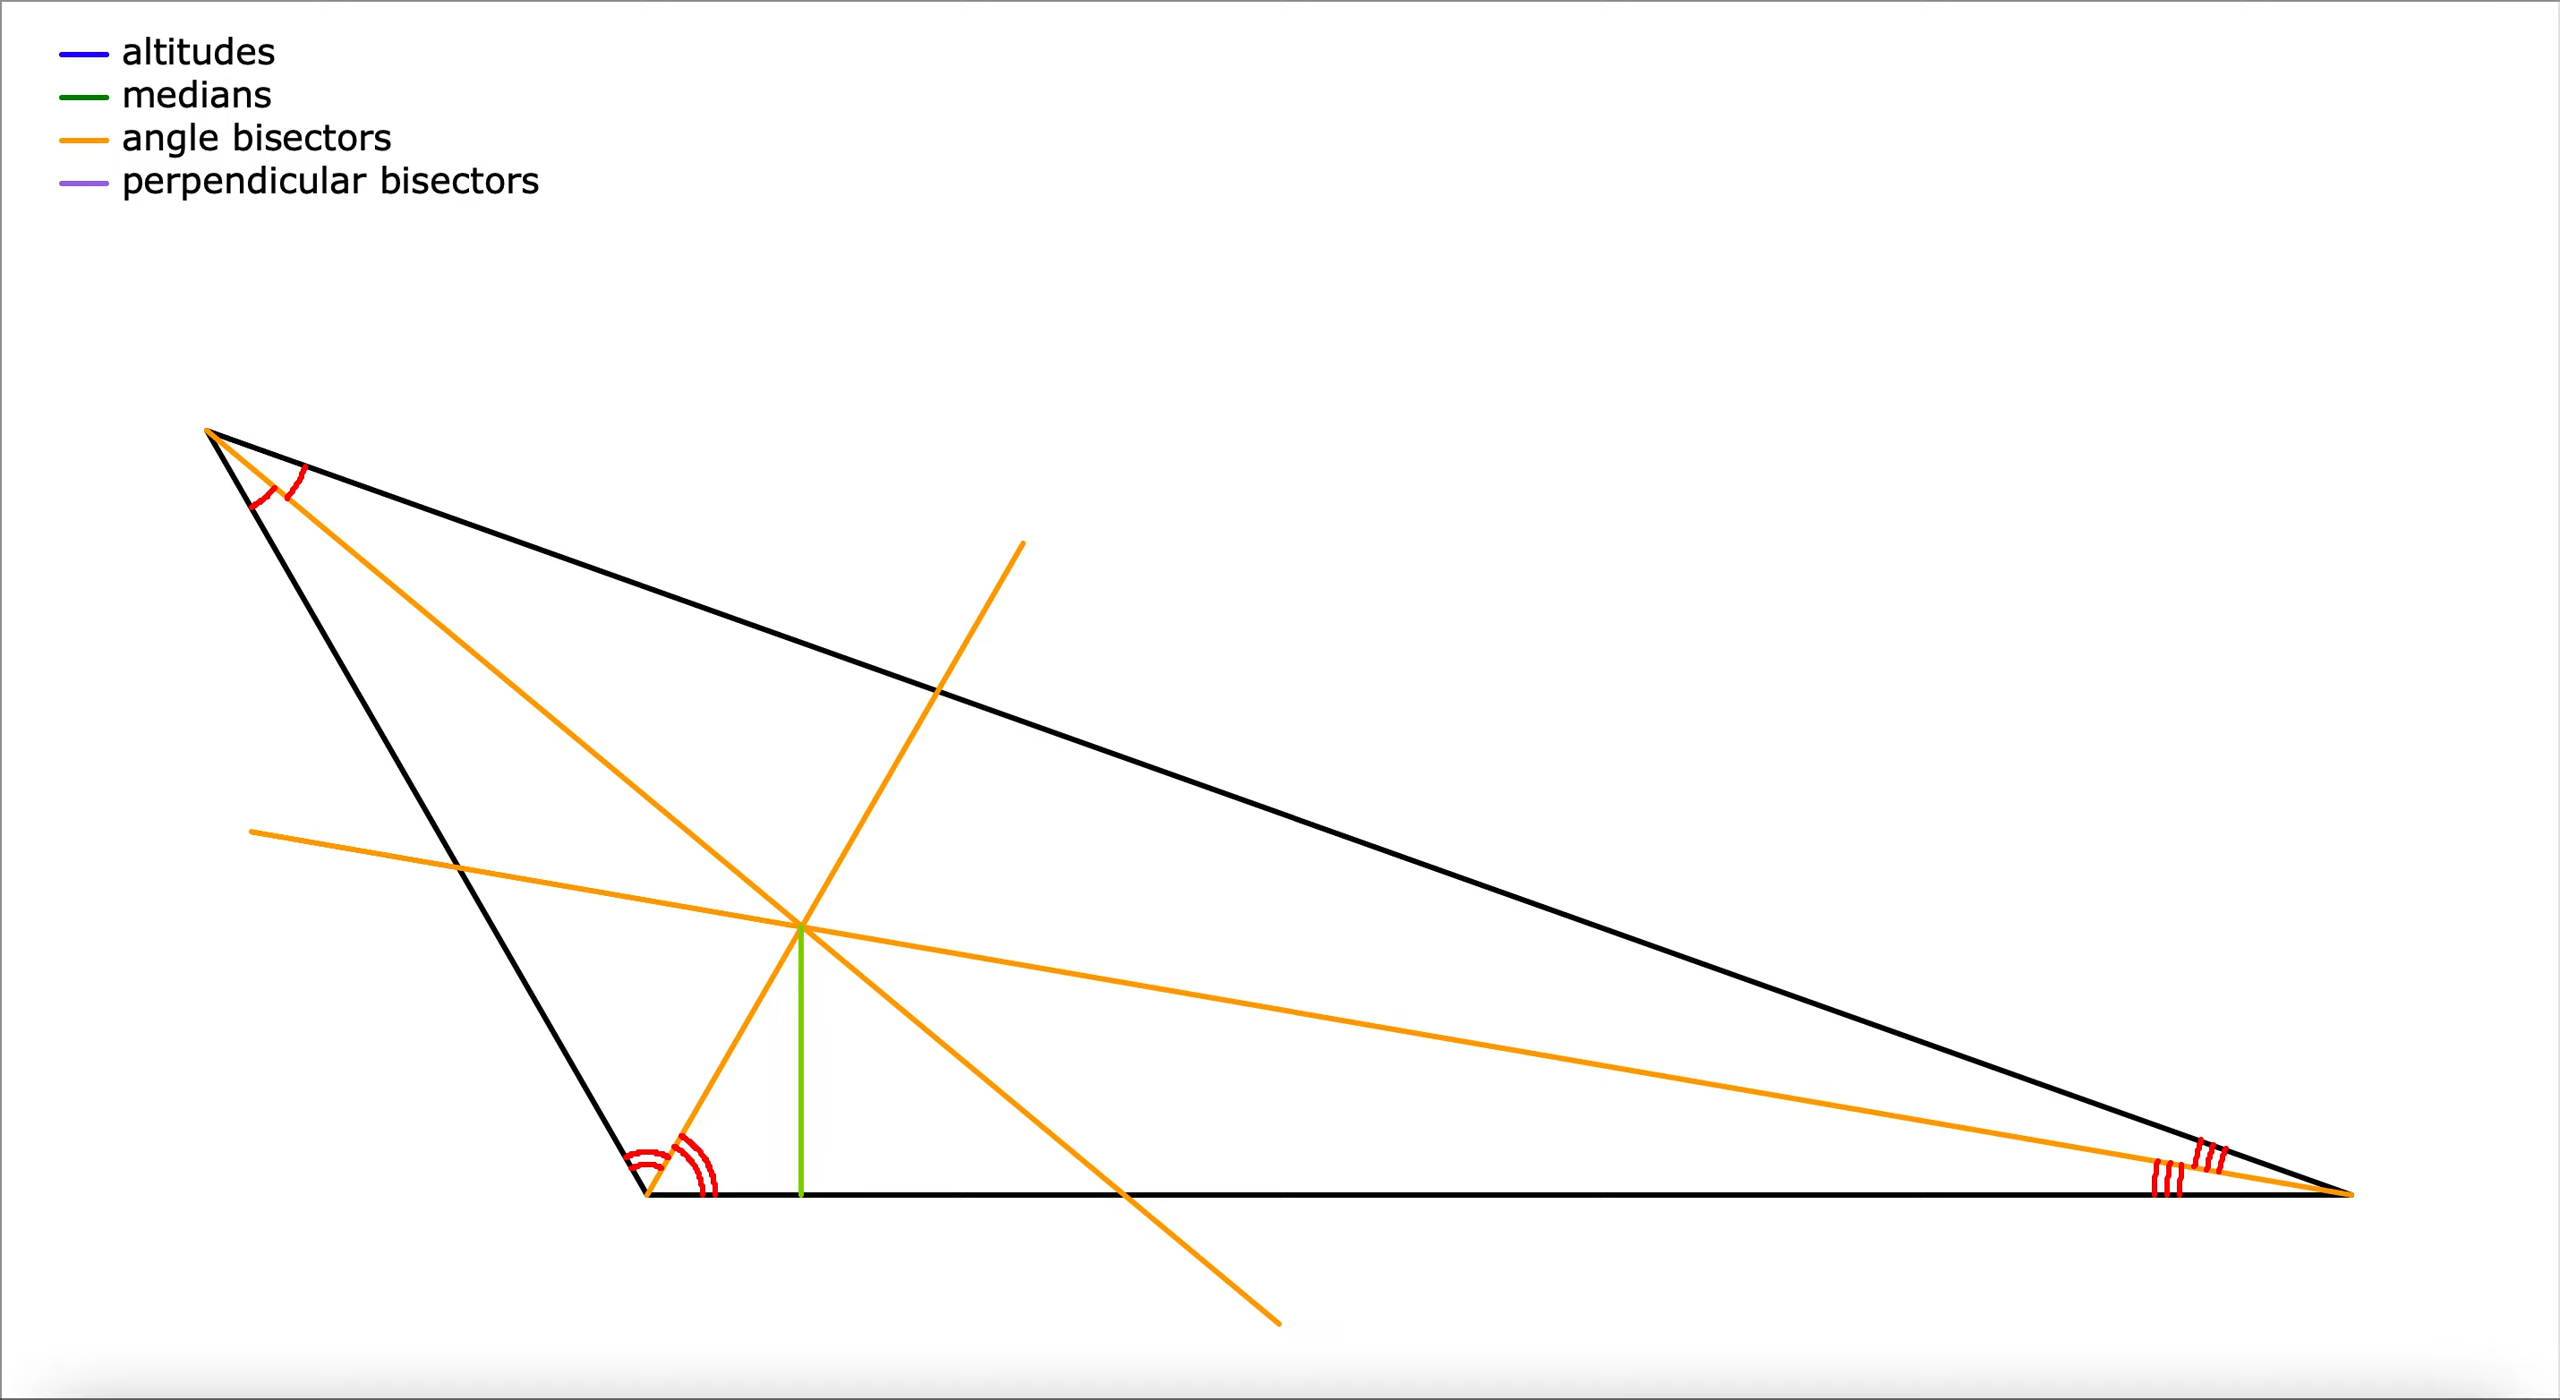 altitudes
medians
angle bisectors
perpendicular bisectors